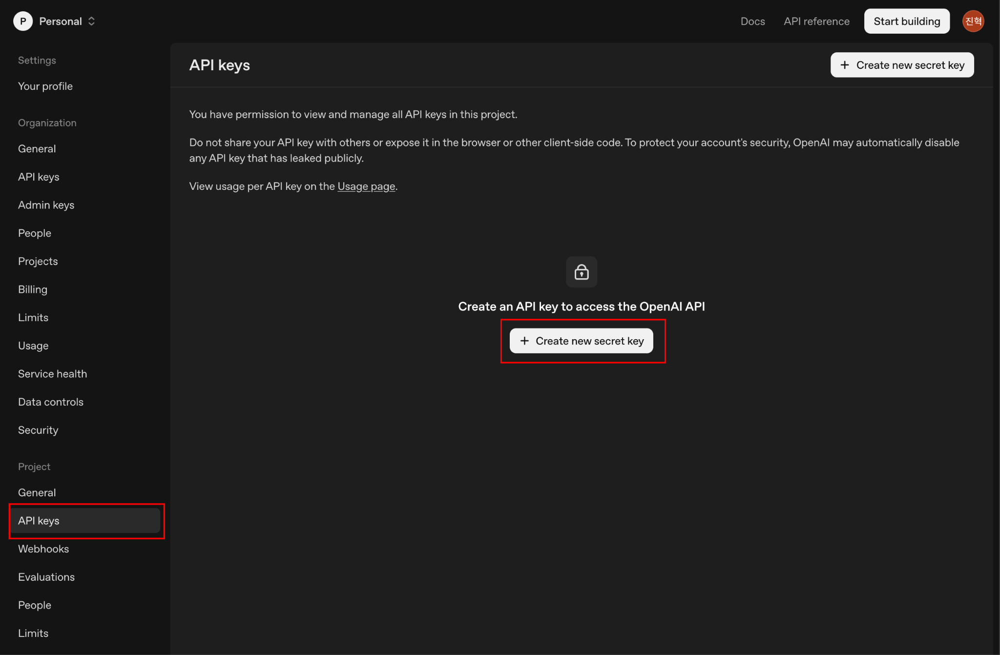 P Personal
Docs
API reference
Start building
진혁
Settings
Your profile
Organization
General
API keys
Admin keys
People
Projects
Billing
Limits
Usage
Service health
Data controls
Security
Project
General
API keys
Webhooks
Evaluations
People
Limits
API keys
+ Create new secret key
You have permission to view and manage all API keys in this project.
Do not share your API key with others or expose it in the browser or other client-side code. To protect your account's security, OpenAI may automatically disable
any API key that has leaked publicly.
View usage per API key on the Usage page.
Create an API key to access the OpenAI API
+ Create new secret key